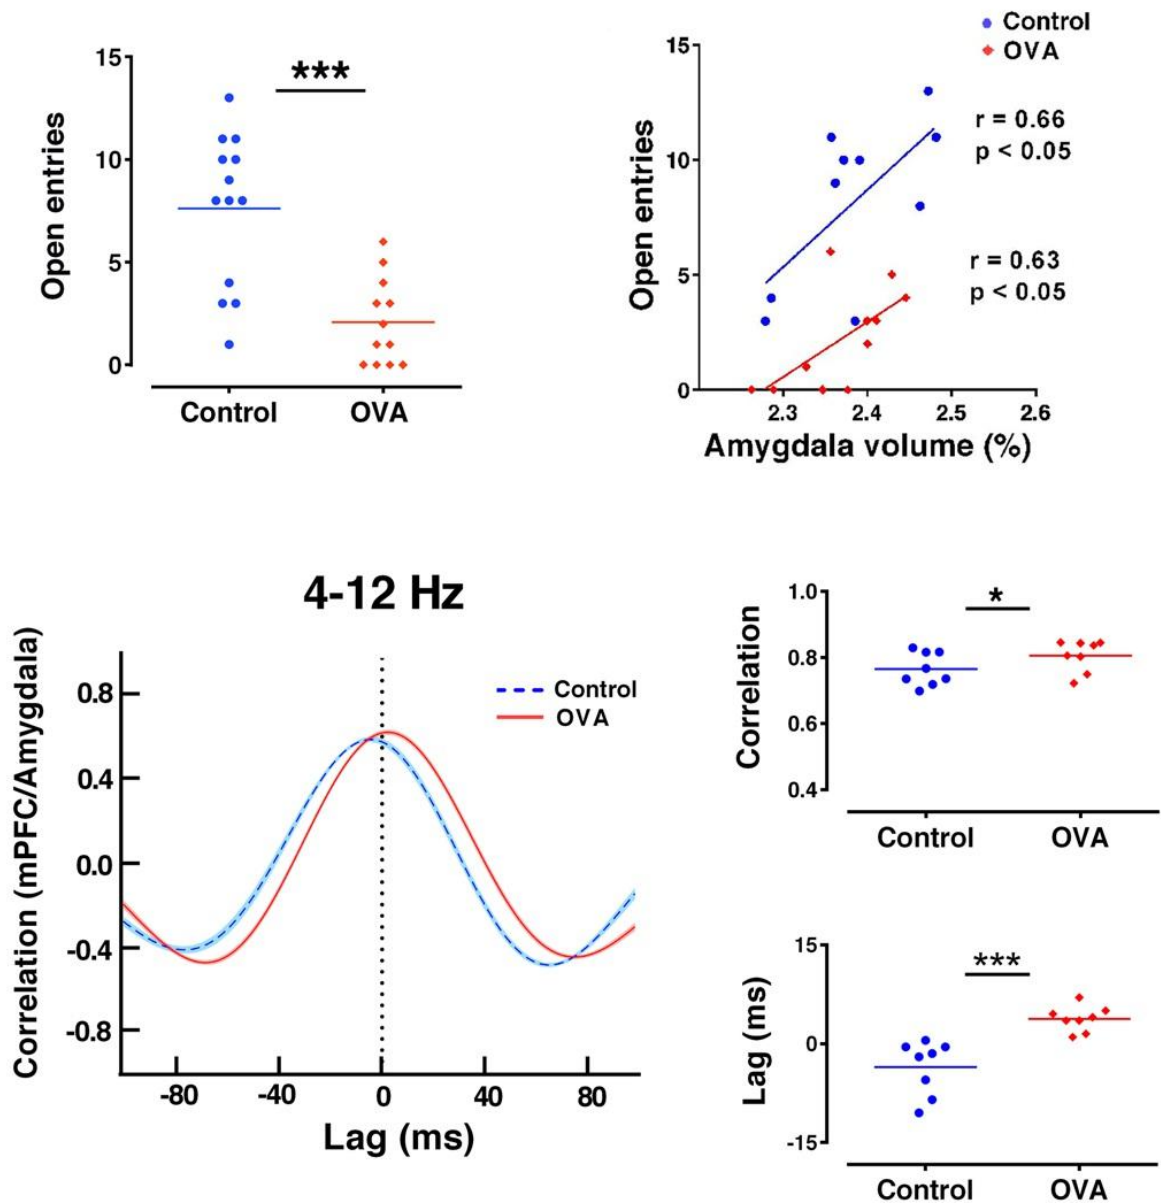 15
***
Open entries
10
5
0
Control OVA
Control
OVA
15
r = 0.66
p < 0.05
Open entries
10
r = 0.63
p < 0.05
5
0
2.3 2.4 2.5 2.6
Amygdala volume (%)
4-12 Hz
Correlation (mPFC/Amygdala)
0.8
0.4
0.0
-0.4
-0.8
Control
OVA
-80 -40 0 40 80
Lag (ms)
1.0
*
Correlation
0.8
0.6
0.4
Control OVA
15
***
Lag (ms)
0
-15
Control OVA